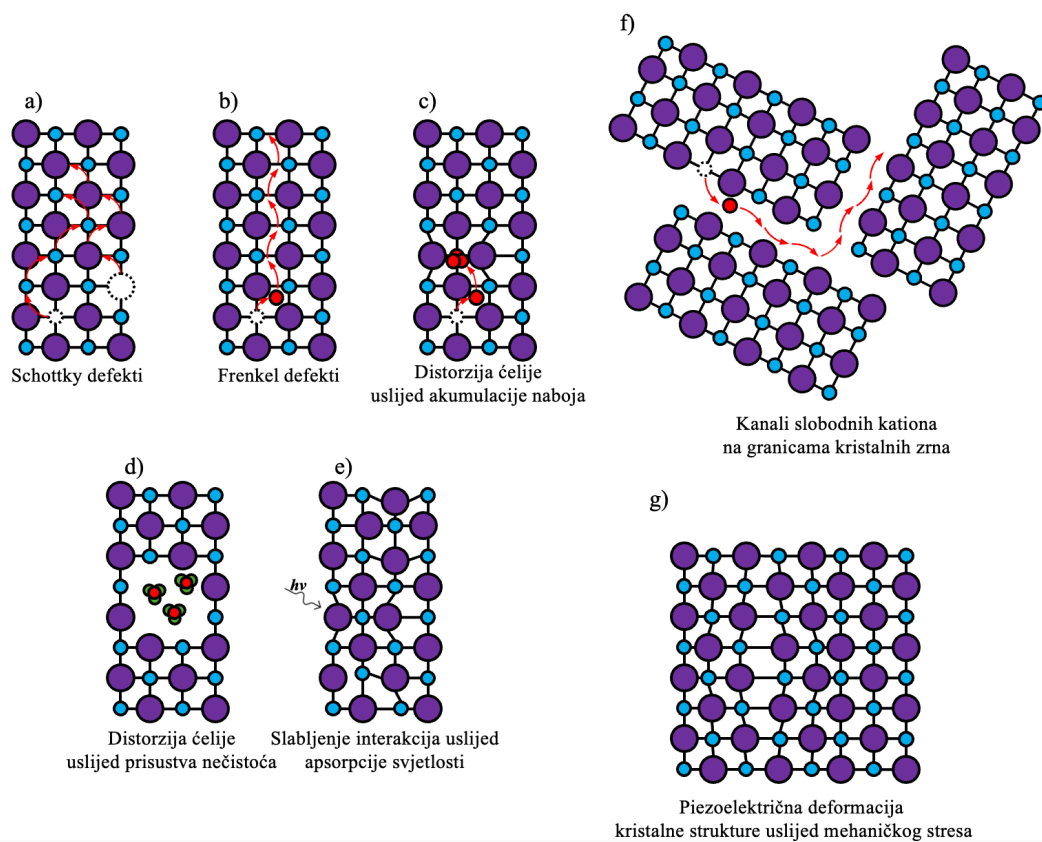 a)
b)
c)
Schottky defekti
Frenkel defekti
Distorzija ćelije
uslijed akumulacije naboja
f)
Kanali slobodnih kationa
na granicama kristalnih zrna
d)
e)
hν
Distorzija ćelije
uslijed prisustva nečistoća
Slabljenje interakcija uslijed
apsorpcije svjetlosti
g)
Piezoelektrična deformacija
kristalne strukture uslijed mehaničkog stresa